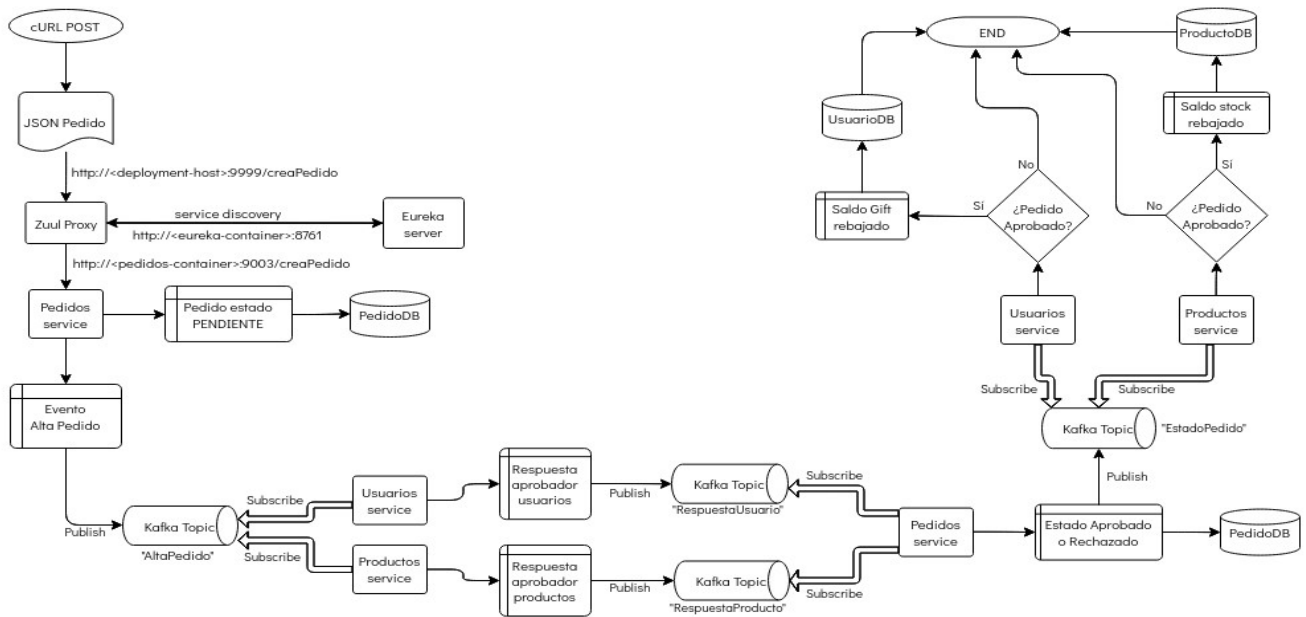 cURL POST
JSON Pedido
http://<deployment-host>:9999/creaPedido
Zuul Proxy
service discovery
http://<eureka-container>:8761
Eureka
server
http://<pedidos-container>:9003/creaPedido
Pedidos
service
Pedido estado
PENDIENTE
PedidoDB
Evento
Alta Pedido
Publish
Kafka Topic
"AltaPedido"
Subscribe
Subscribe
Usuarios
service
Productos
service
Respuesta
aprobador
usuarios
Respuesta
aprobador
productos
Publish
Publish
Kafka Topic
"RespuestaUsuario"
Kafka Topic
"RespuestaProducto"
Subscribe
Subscribe
Pedidos
service
Estado Aprobado
o Rechazado
PedidoDB
Publish
Kafka Topic
"EstadoPedido"
Subscribe
Subscribe
Usuarios
service
Productos
service
¿Pedido
Aprobado?
Sí
No
Saldo Gift
rebajado
UsuarioDB
¿Pedido
Aprobado?
No
Sí
Saldo stock
rebajado
ProductoDB
END